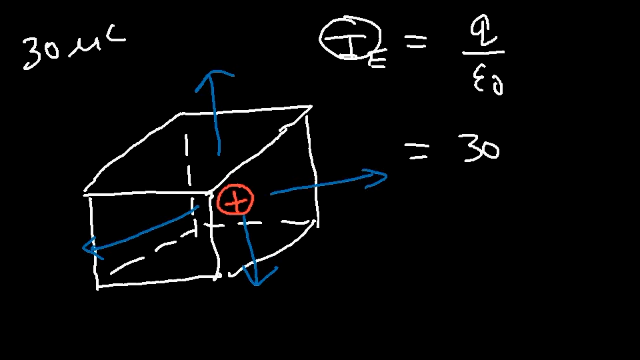 30 μC
Φ_E = q/ε0
+
= 30